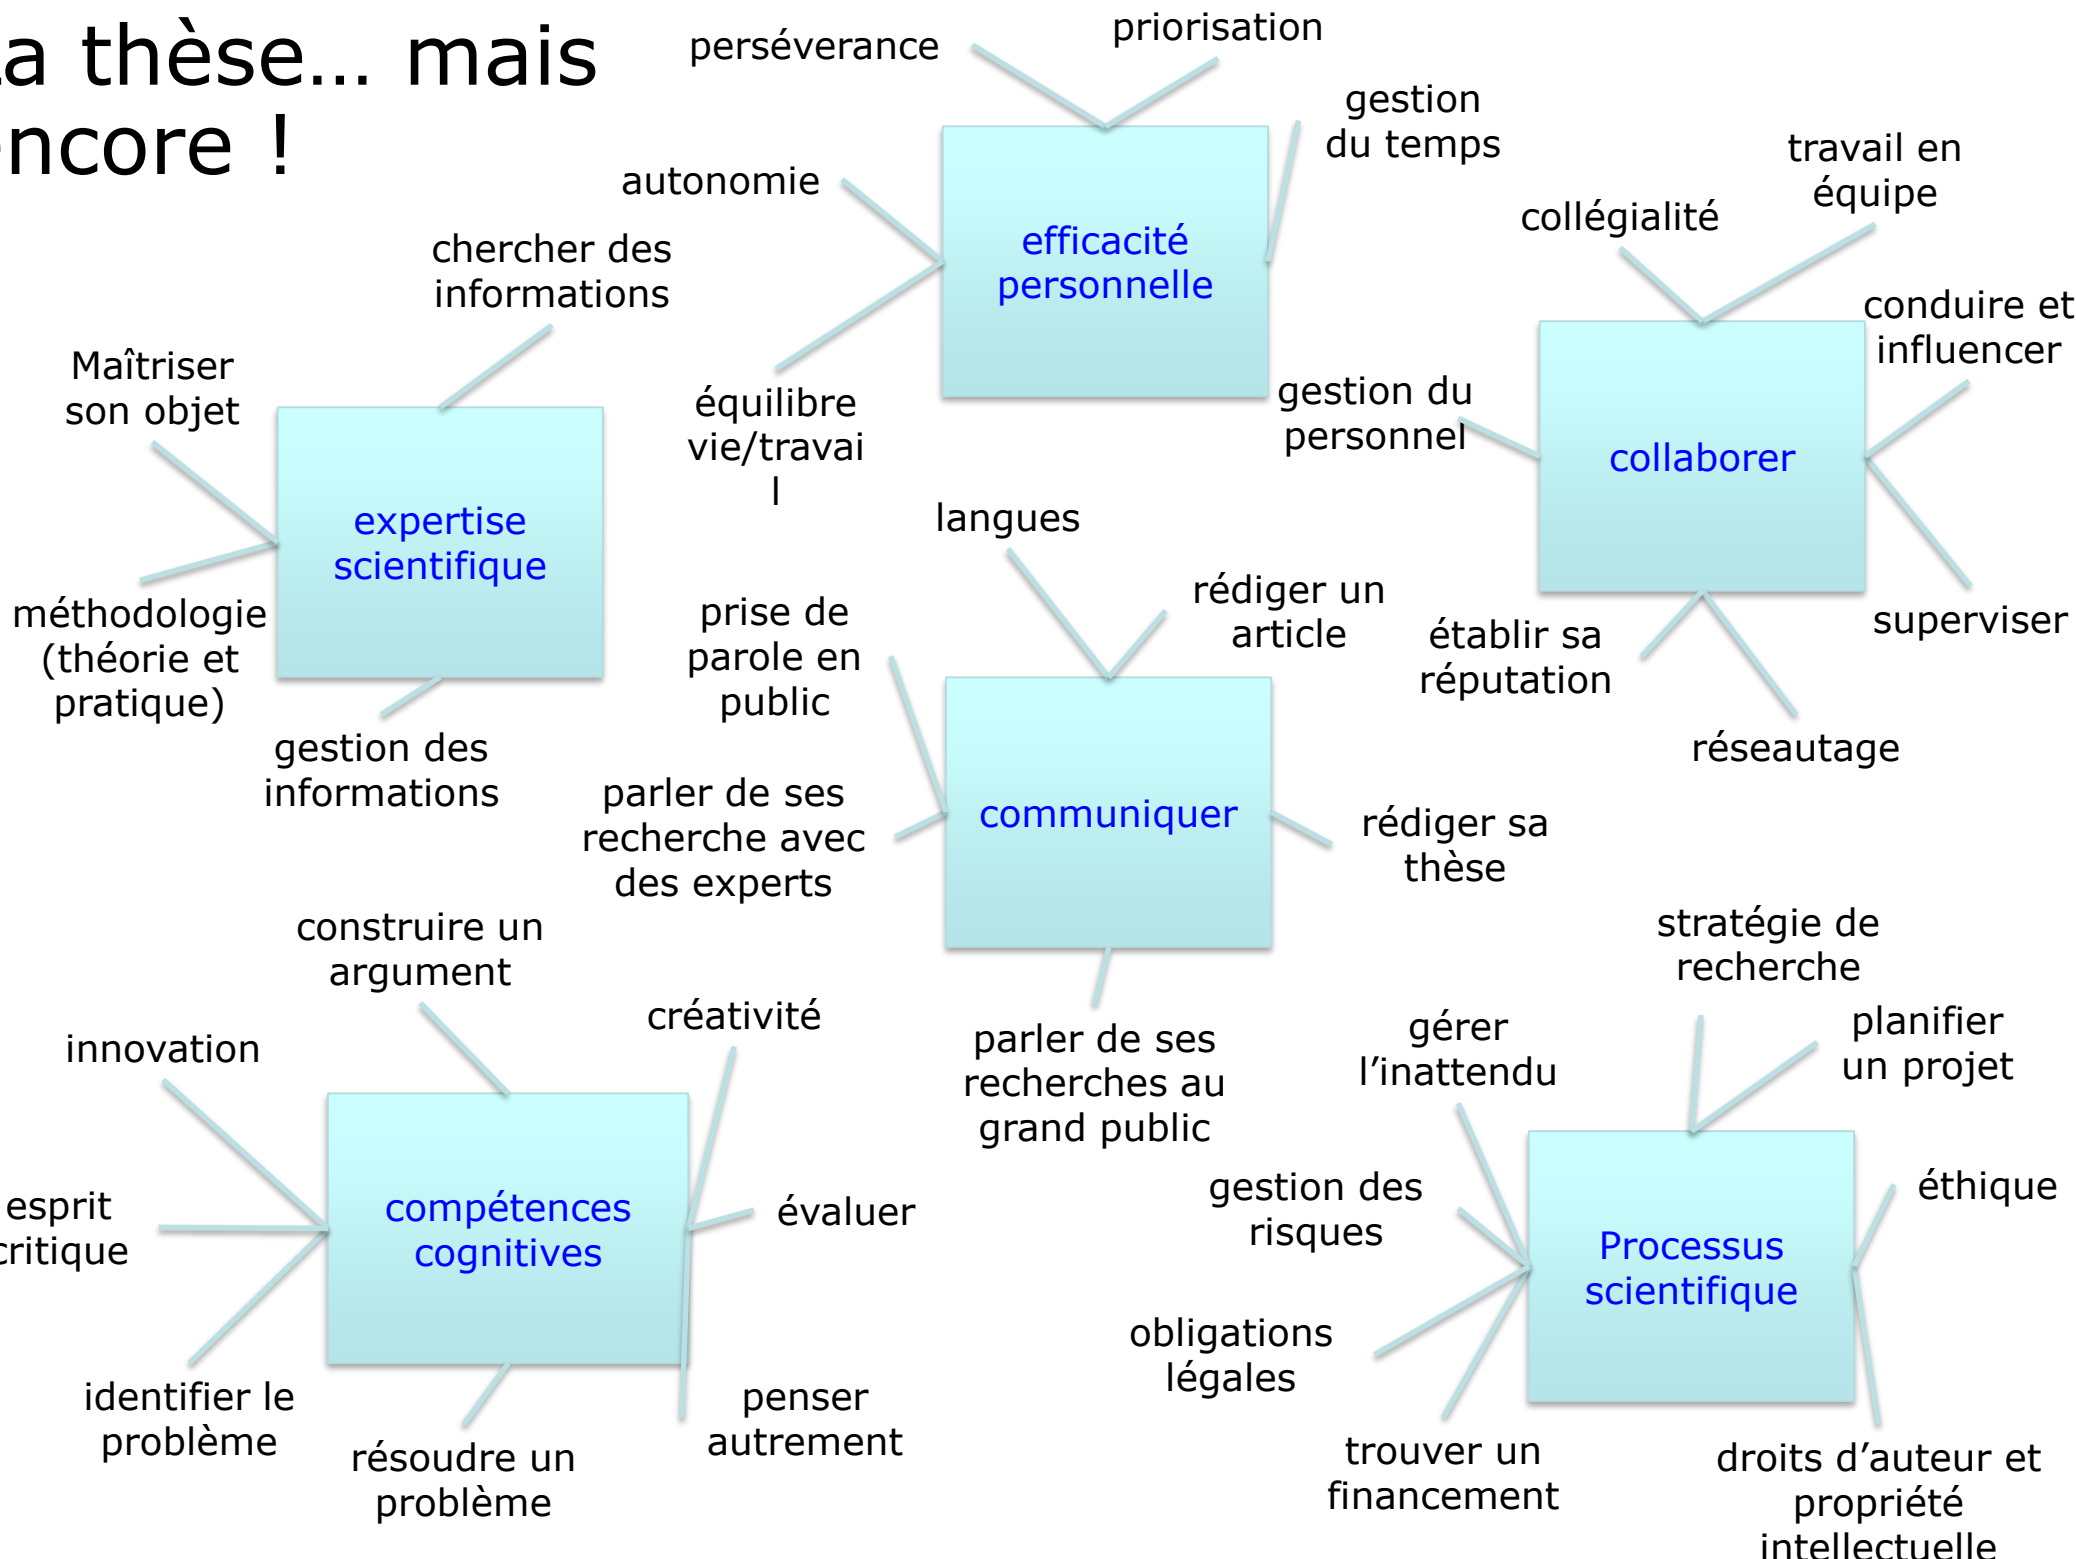 La thèse… mais
encore !
persévérance
priorisation
gestion
du temps
autonomie
efficacité
personnelle
équilibre
vie/travai
l
chercher des
informations
Maîtriser
son objet
expertise
scientifique
méthodologie
(théorie et
pratique)
gestion des
informations
collégialité
travail en
équipe
conduire et
influencer
gestion du
personnel
collaborer
superviser
établir sa
réputation
réseautage
langues
rédiger un
article
prise de
parole en
public
communiquer
parler de ses
recherche avec
des experts
rédiger sa
thèse
parler de ses
recherches au
grand public
construire un
argument
créativité
innovation
esprit
critique
compétences
cognitives
évaluer
identifier le
problème
résoudre un
problème
penser
autrement
stratégie de
recherche
planifier
un projet
gérer
l’inattendu
gestion des
risques
éthique
Processus
scientifique
obligations
légales
trouver un
financement
droits d’auteur et
propriété
intellectuelle